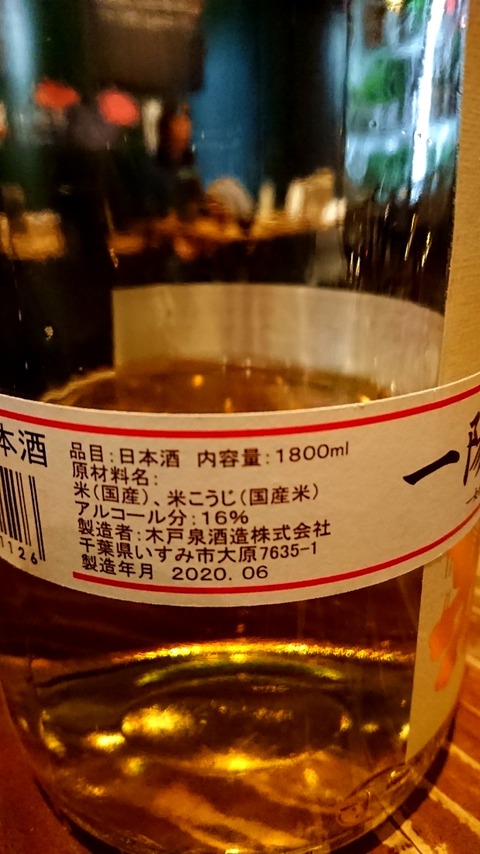 本酒
1126
品目:日本酒 内容量:1800ml
原材料名:
米(国産)、米こうじ(国産米)
アルコール分:16%
製造者:木戸泉酒造株式会社
千葉県いすみ市大原7635-1
製造年月 2020.06
一陽